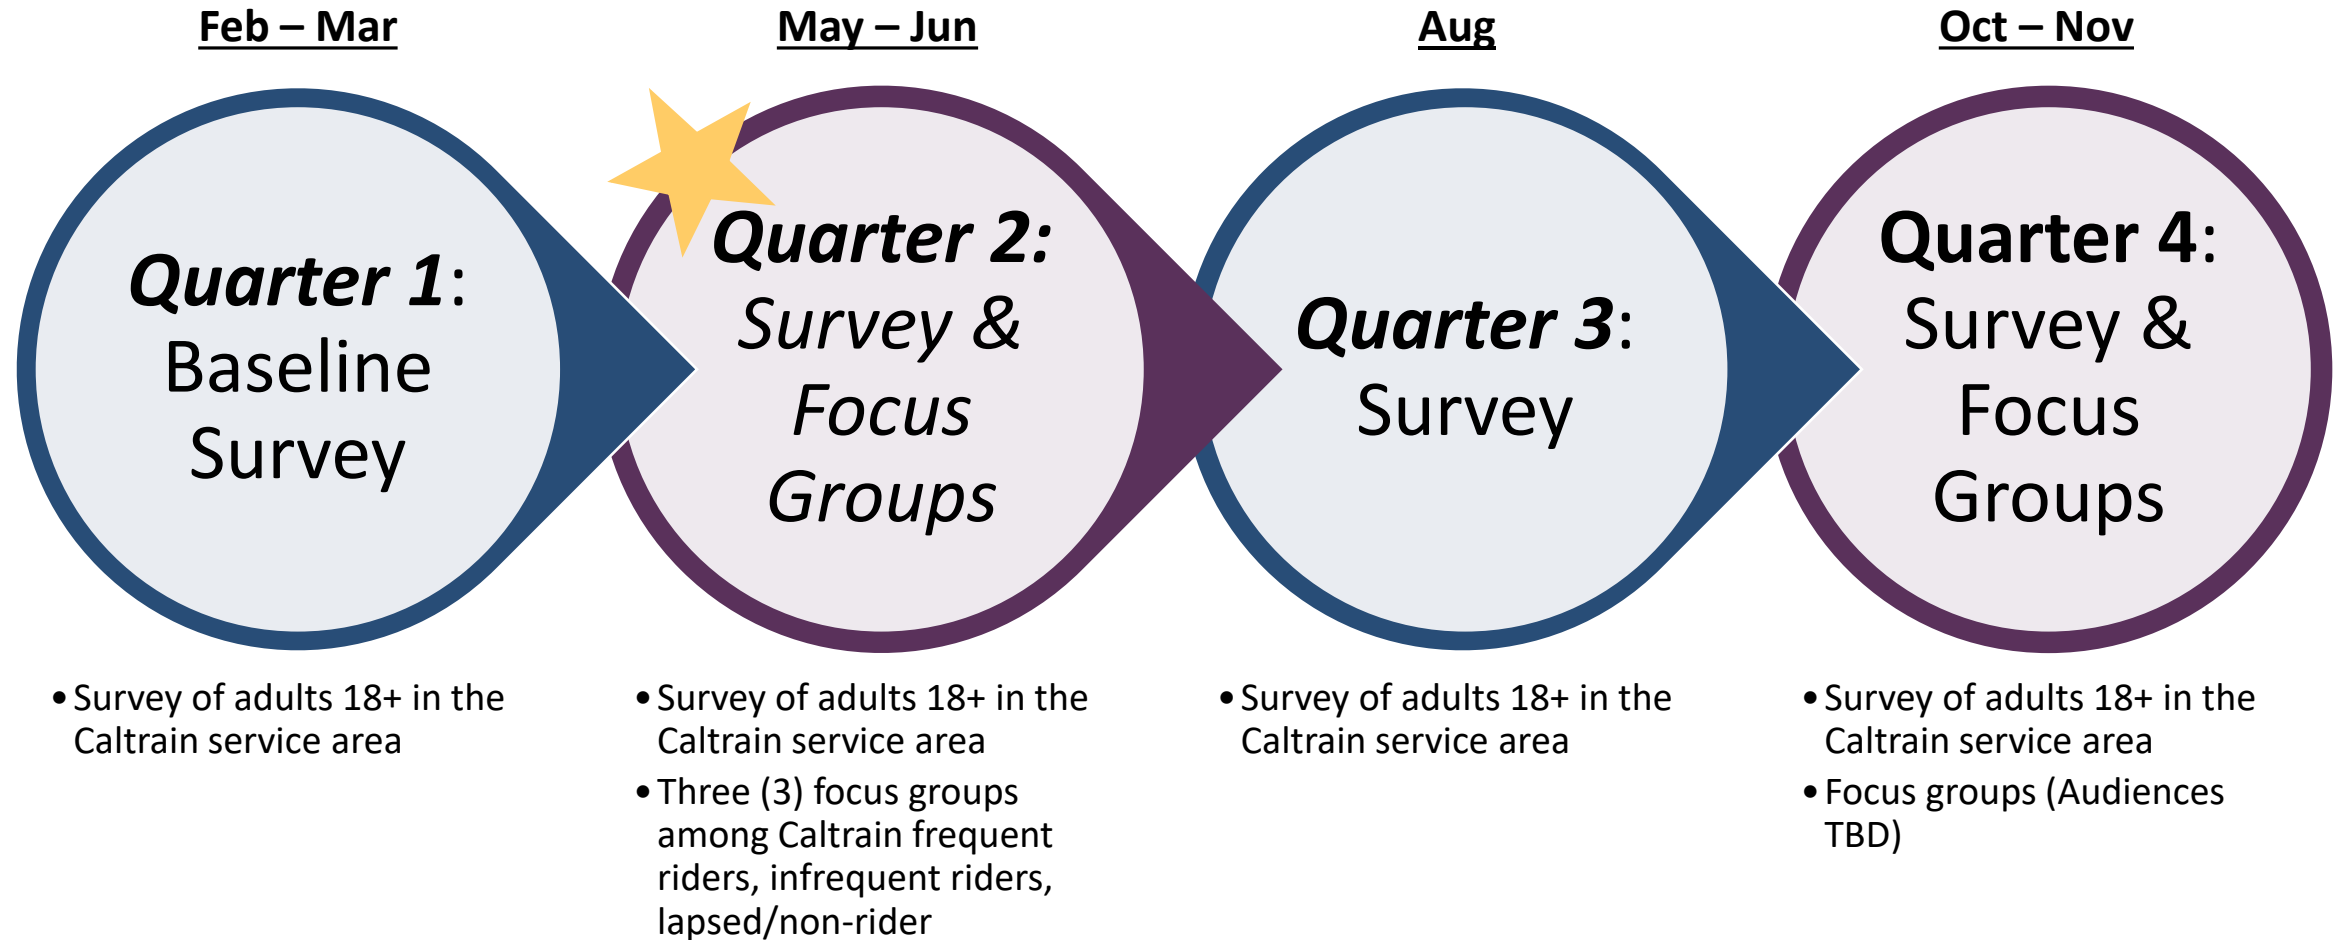 Feb – Mar
May – Jun
Aug
Oct – Nov
Quarter 1:
Baseline
Survey
Quarter 2:
Survey &
Focus
Groups
Quarter 3:
Survey
Quarter 4:
Survey &
Focus
Groups
•Survey of adults 18+ in the
Caltrain service area
•Survey of adults 18+ in the
Caltrain service area
•Three (3) focus groups
among Caltrain frequent
riders, infrequent riders,
lapsed/non-rider
•Survey of adults 18+ in the
Caltrain service area
•Survey of adults 18+ in the
Caltrain service area
•Focus groups (Audiences
TBD)